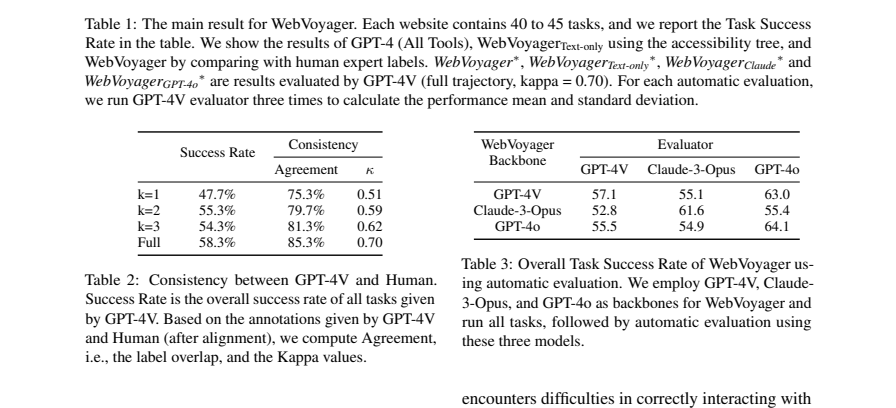 Table 1: The main result for WebVoyager. Each website contains 40 to 45 tasks, and we report the Task Success
Rate in the table. We show the results of GPT-4 (All Tools), WebVoyagerText-only using the accessibility tree, and
WebVoyager by comparing with human expert labels. WebVoyager*, WebVoyagerText-only*, WebVoyagerClaude* and
WebVoyagerGPT-4o* are results evaluated by GPT-4V (full trajectory, kappa = 0.70). For each automatic evaluation,
we run GPT-4V evaluator three times to calculate the performance mean and standard deviation.
Success Rate Consistency
Agreement κ
k=1 47.7% 75.3% 0.51
k=2 55.3% 79.7% 0.59
k=3 54.3% 81.3% 0.62
Full 58.3% 85.3% 0.70
Table 2: Consistency between GPT-4V and Human.
Success Rate is the overall success rate of all tasks given
by GPT-4V. Based on the annotations given by GPT-4V
and Human (after alignment), we compute Agreement,
i.e., the label overlap, and the Kappa values.
WebVoyager Evaluator
Backbone
GPT-4V Claude-3-Opus GPT-4o
GPT-4V 57.1 55.1 63.0
Claude-3-Opus 52.8 61.6 55.4
GPT-4o 55.5 54.9 64.1
Table 3: Overall Task Success Rate of WebVoyager us-
ing automatic evaluation. We employ GPT-4V, Claude-
3-Opus, and GPT-4o as backbones for WebVoyager and
run all tasks, followed by automatic evaluation using
these three models.
encounters difficulties in correctly interacting with